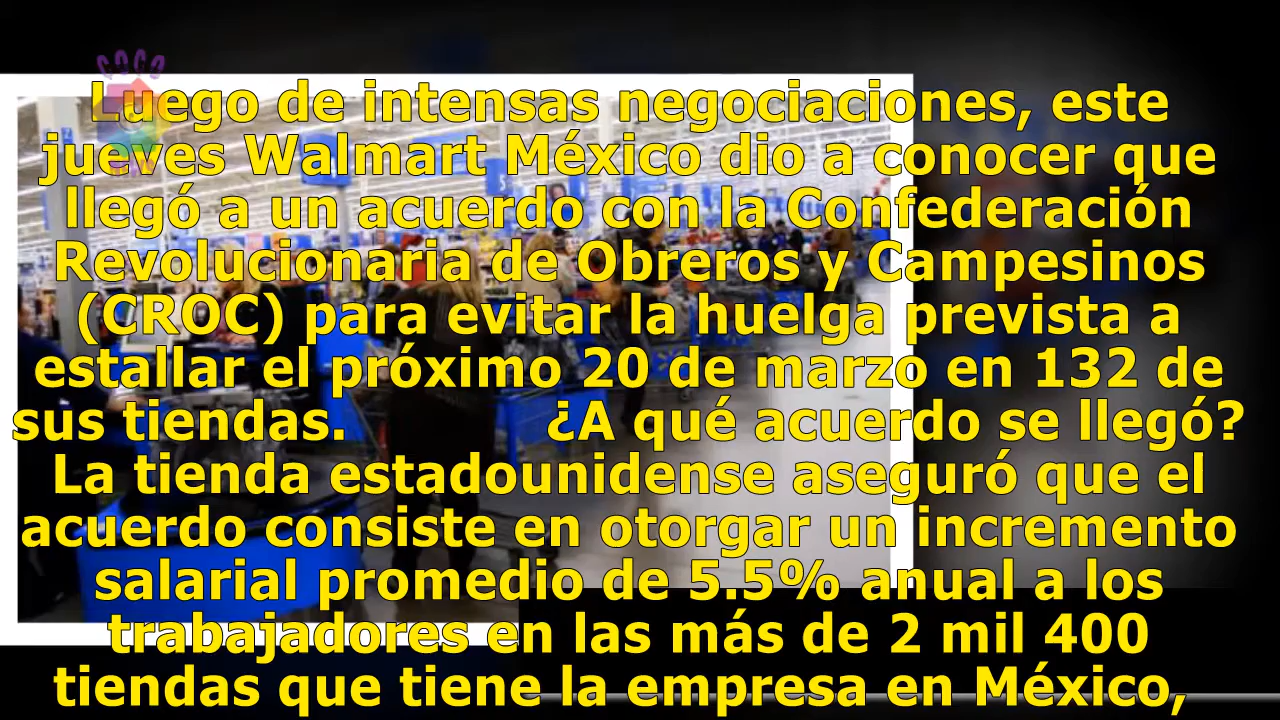 Luego de intensas negociaciones, este
jueves Walmart México dio a conocer que
llegó a un acuerdo con la Confederación
Revolucionaria de Obreros y Campesinos
(CROC) para evitar la huelga prevista a
estallar el próximo 20 de marzo en 132 de
sus tiendas. ¿A qué acuerdo se llegó?
La tienda estadounidense aseguró que el
acuerdo consiste en otorgar un incremento
salarial promedio de 5.5% anual a los
trabajadores en las más de 2 mil 400
tiendas que tiene la empresa en México,